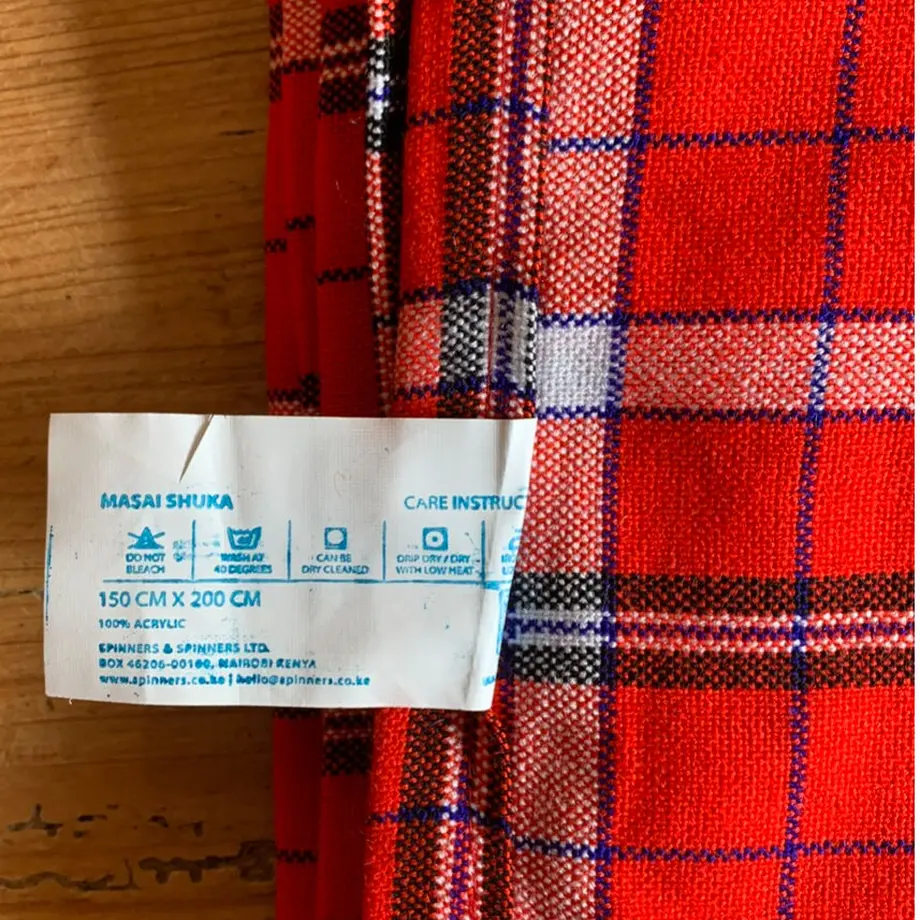 MASAI SHUKA
CARE INSTRUC
DO NOT BLEACH
WASH AT 40 DEGREES
CAN BE DRY CLEANED
DRIP DRY / DRY WITH LOW HEAT
150 CM X 200 CM
100% ACRYLIC
SPINNERS & SPINNERS LTD.
BOX 46206-00100, NAIROBI KENYA
www.spinners.co.ke | hello@spinners.co.ke